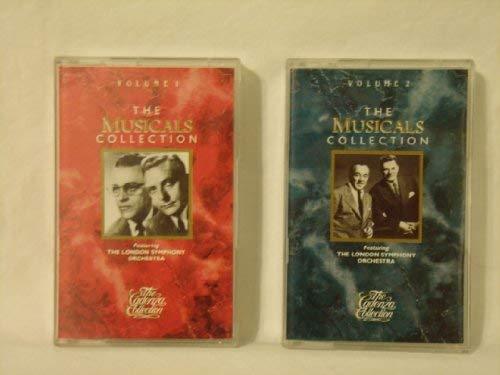 VOLUME 1
THE
MUSICALS
COLLECTION
Featuring
THE LONDON SYMPHONY
ORCHESTRA
The
Cadenza
Collection
VOLUME 2
THE
MUSICALS
COLLECTION
Featuring
THE LONDON SYMPHONY
ORCHESTRA
The
Cadenza
Collection